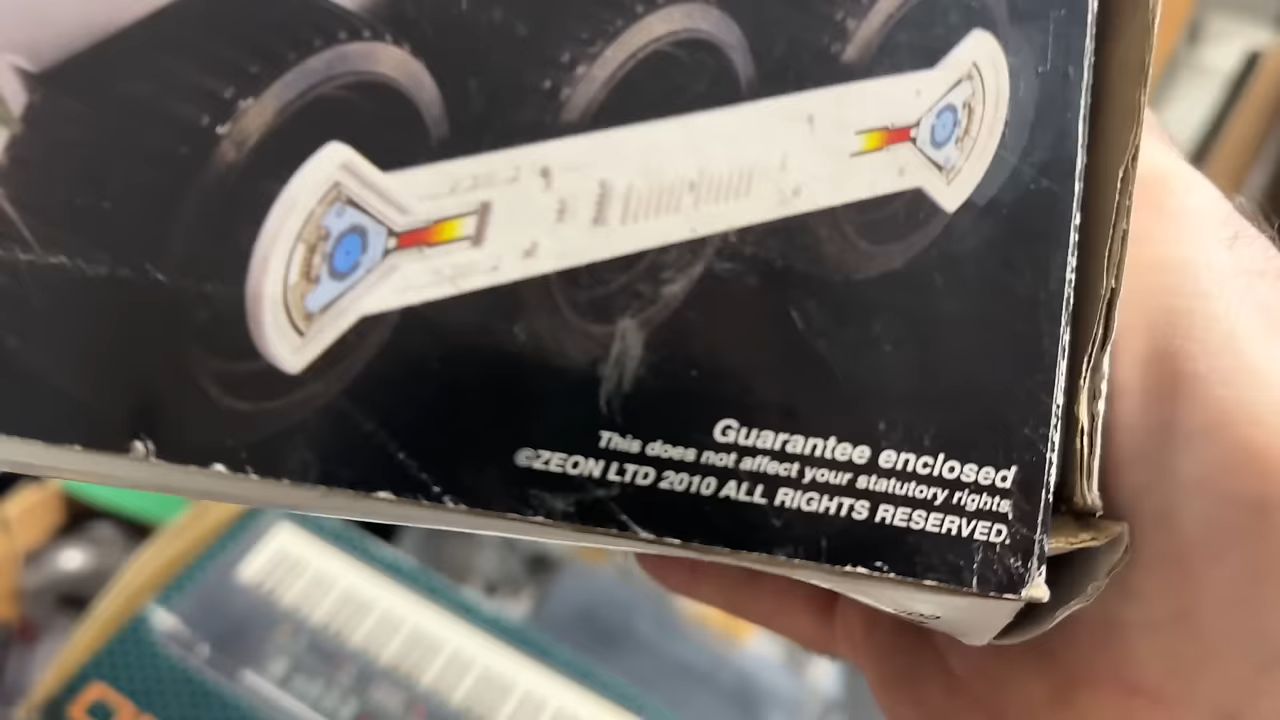 Guarantee enclosed
This does not affect your statutory rights.
©ZEON LTD 2010 ALL RIGHTS RESERVED.